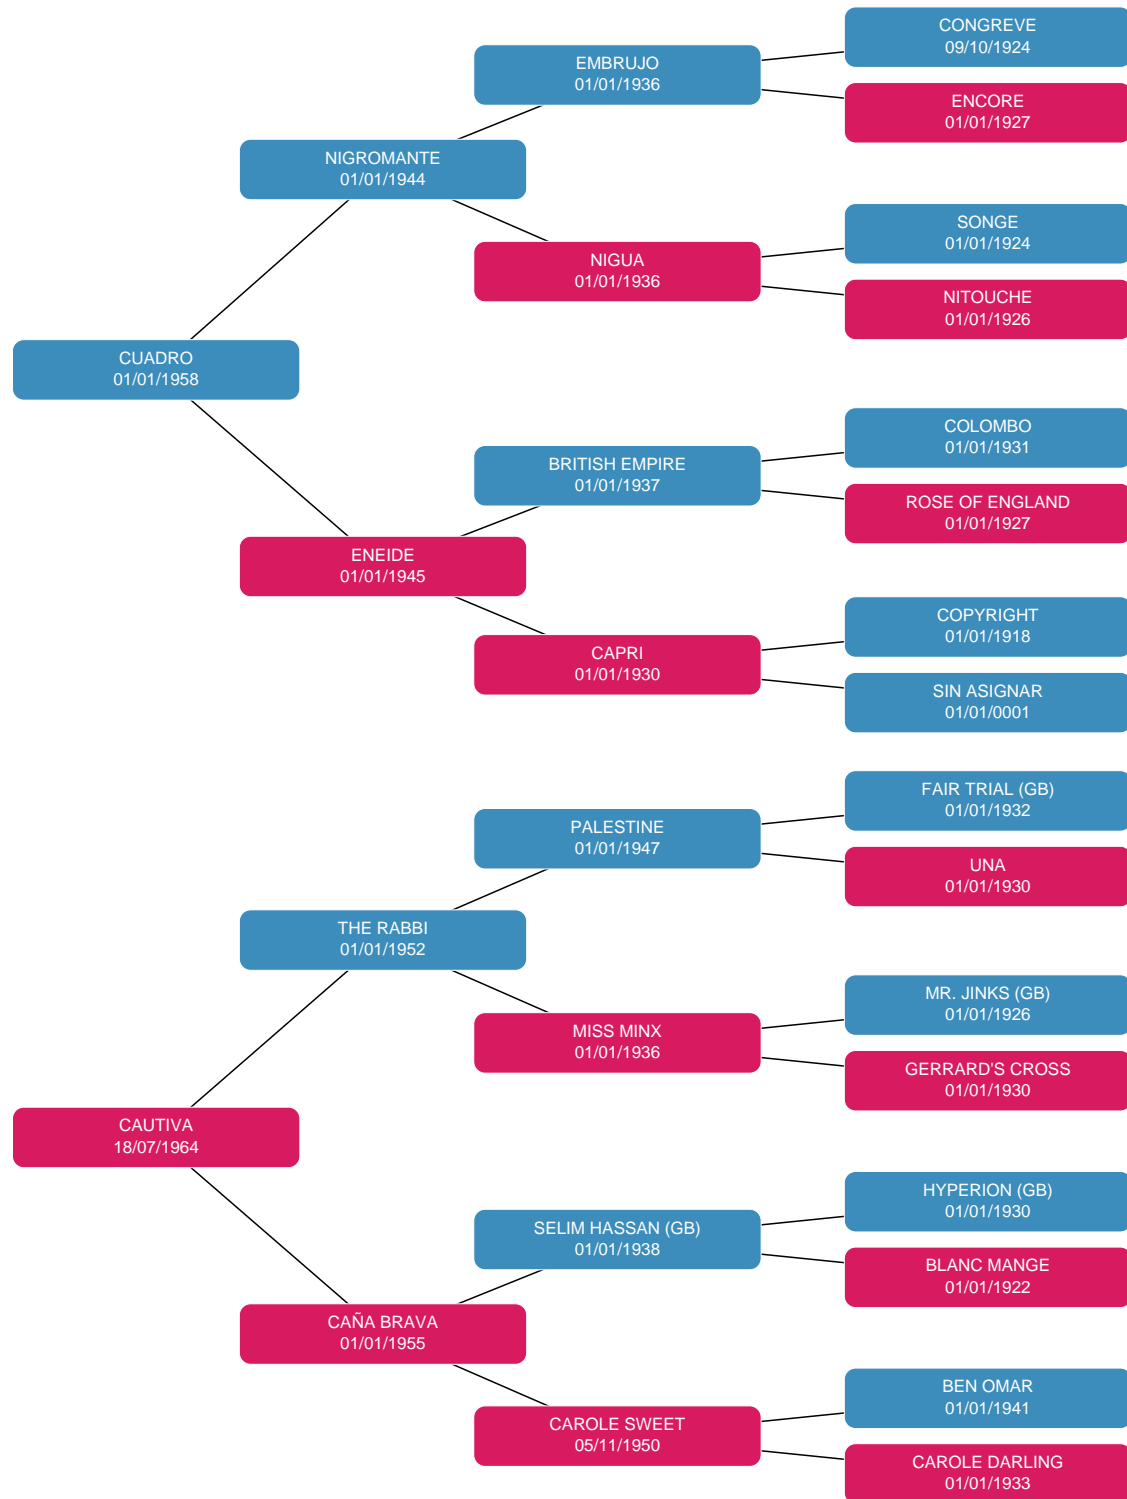 CONGREVE
09/10/1924
EMBRUJO
01/01/1936
ENCORE
01/01/1927
NIGROMANTE
01/01/1944
SONGE
01/01/1924
NIGUA
01/01/1936
NITOUCHE
01/01/1926
CUADRO
01/01/1958
COLOMBO
01/01/1931
BRITISH EMPIRE
01/01/1937
ROSE OF ENGLAND
01/01/1927
ENEIDE
01/01/1945
COPYRIGHT
01/01/1918
CAPRI
01/01/1930
SIN ASIGNAR
01/01/0001
FAIR TRIAL (GB)
01/01/1932
PALESTINE
01/01/1947
UNA
01/01/1930
THE RABBI
01/01/1952
MR. JINKS (GB)
01/01/1926
MISS MINX
01/01/1936
GERRARD'S CROSS
01/01/1930
CAUTIVA
18/07/1964
HYPERION (GB)
01/01/1930
SELIM HASSAN (GB)
01/01/1938
BLANC MANGE
01/01/1922
CAÑA BRAVA
01/01/1955
BEN OMAR
01/01/1941
CAROLE SWEET
05/11/1950
CAROLE DARLING
01/01/1933